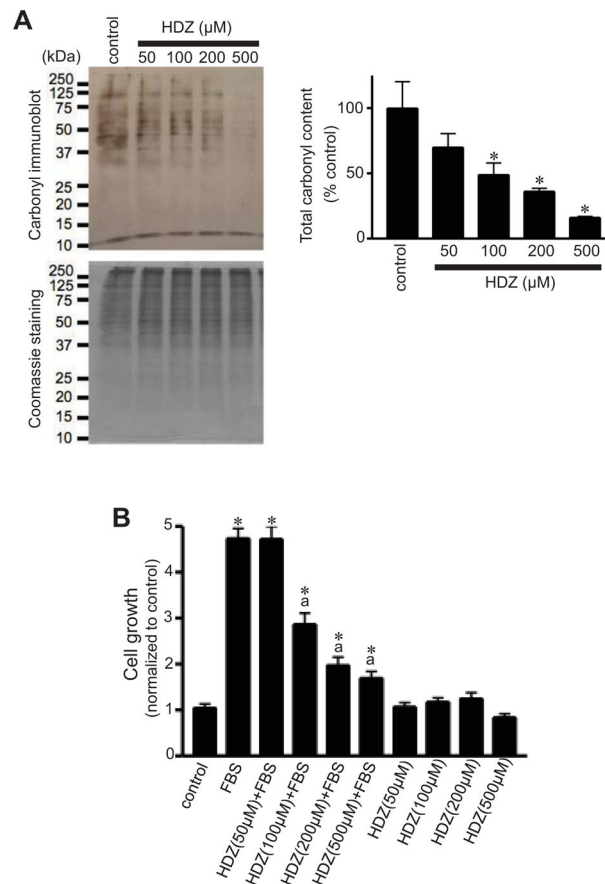 A
control
HDZ (µM)
(kDa)
50 100 200 500
Carbonyl immunoblot
250
125
75
50
37
25
20
15
10
Coomassie staining
250
125
75
50
37
25
20
15
10
Total carbonyl content
(% control)
100
50
0
*
*
*
control
50 100 200 500
HDZ (µM)
B
Cell growth
(normalized to control)
5
4
3
2
1
0
* *
*
a
*
a
*
a
control
FBS
HDZ(50µM)+FBS
HDZ(100µM)+FBS
HDZ(200µM)+FBS
HDZ(500µM)+FBS
HDZ(50µM)
HDZ(100µM)
HDZ(200µM)
HDZ(500µM)